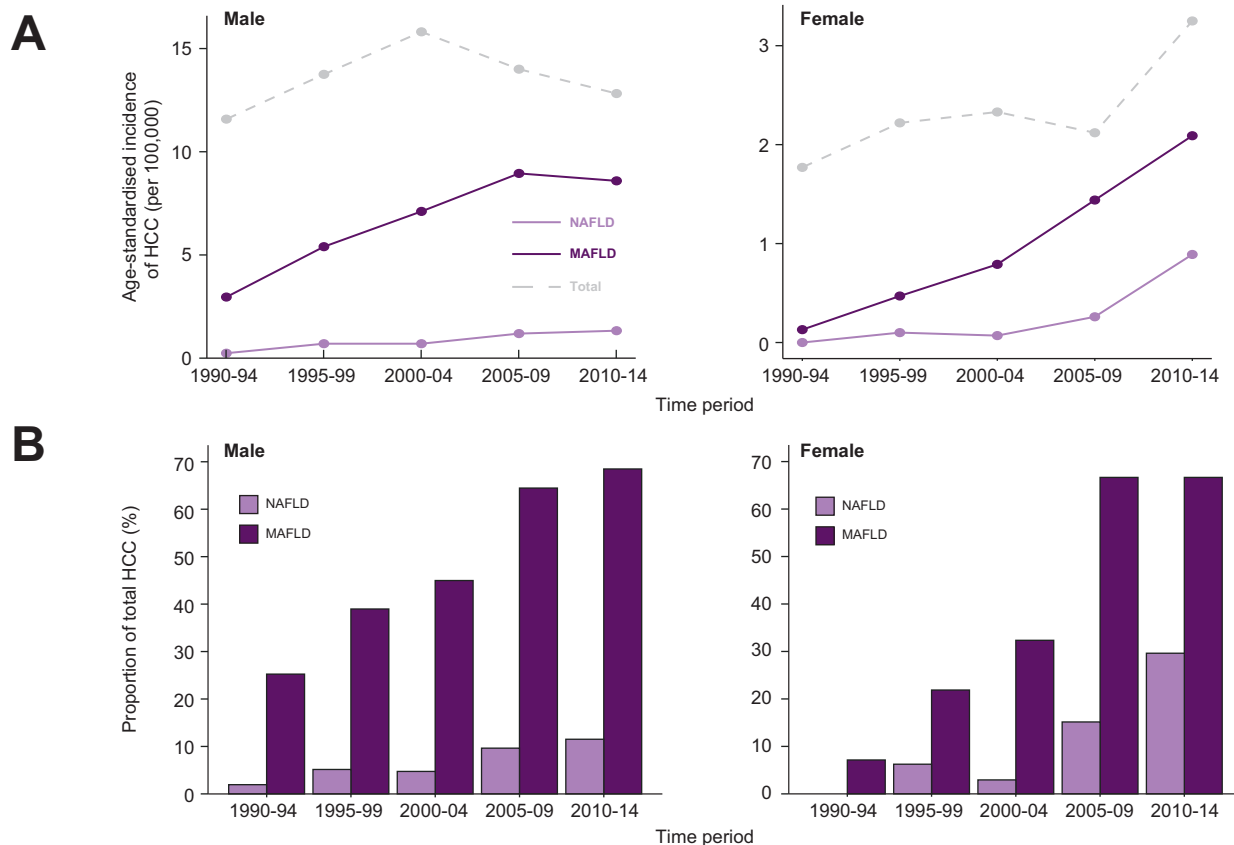 A
Male
Female
Age-standardised incidence
of HCC (per 100,000)
15
10
5
0
NAFLD
MAFLD
Total
3
2
1
0
1990-94 1995-99 2000-04 2005-09 2010-14
1990-94 1995-99 2000-04 2005-09 2010-14
Time period
B
Male
Female
Proportion of total HCC (%)
70
60
50
40
30
20
10
0
NAFLD
MAFLD
70
60
50
40
30
20
10
0
NAFLD
MAFLD
1990-94 1995-99 2000-04 2005-09 2010-14
1990-94 1995-99 2000-04 2005-09 2010-14
Time period